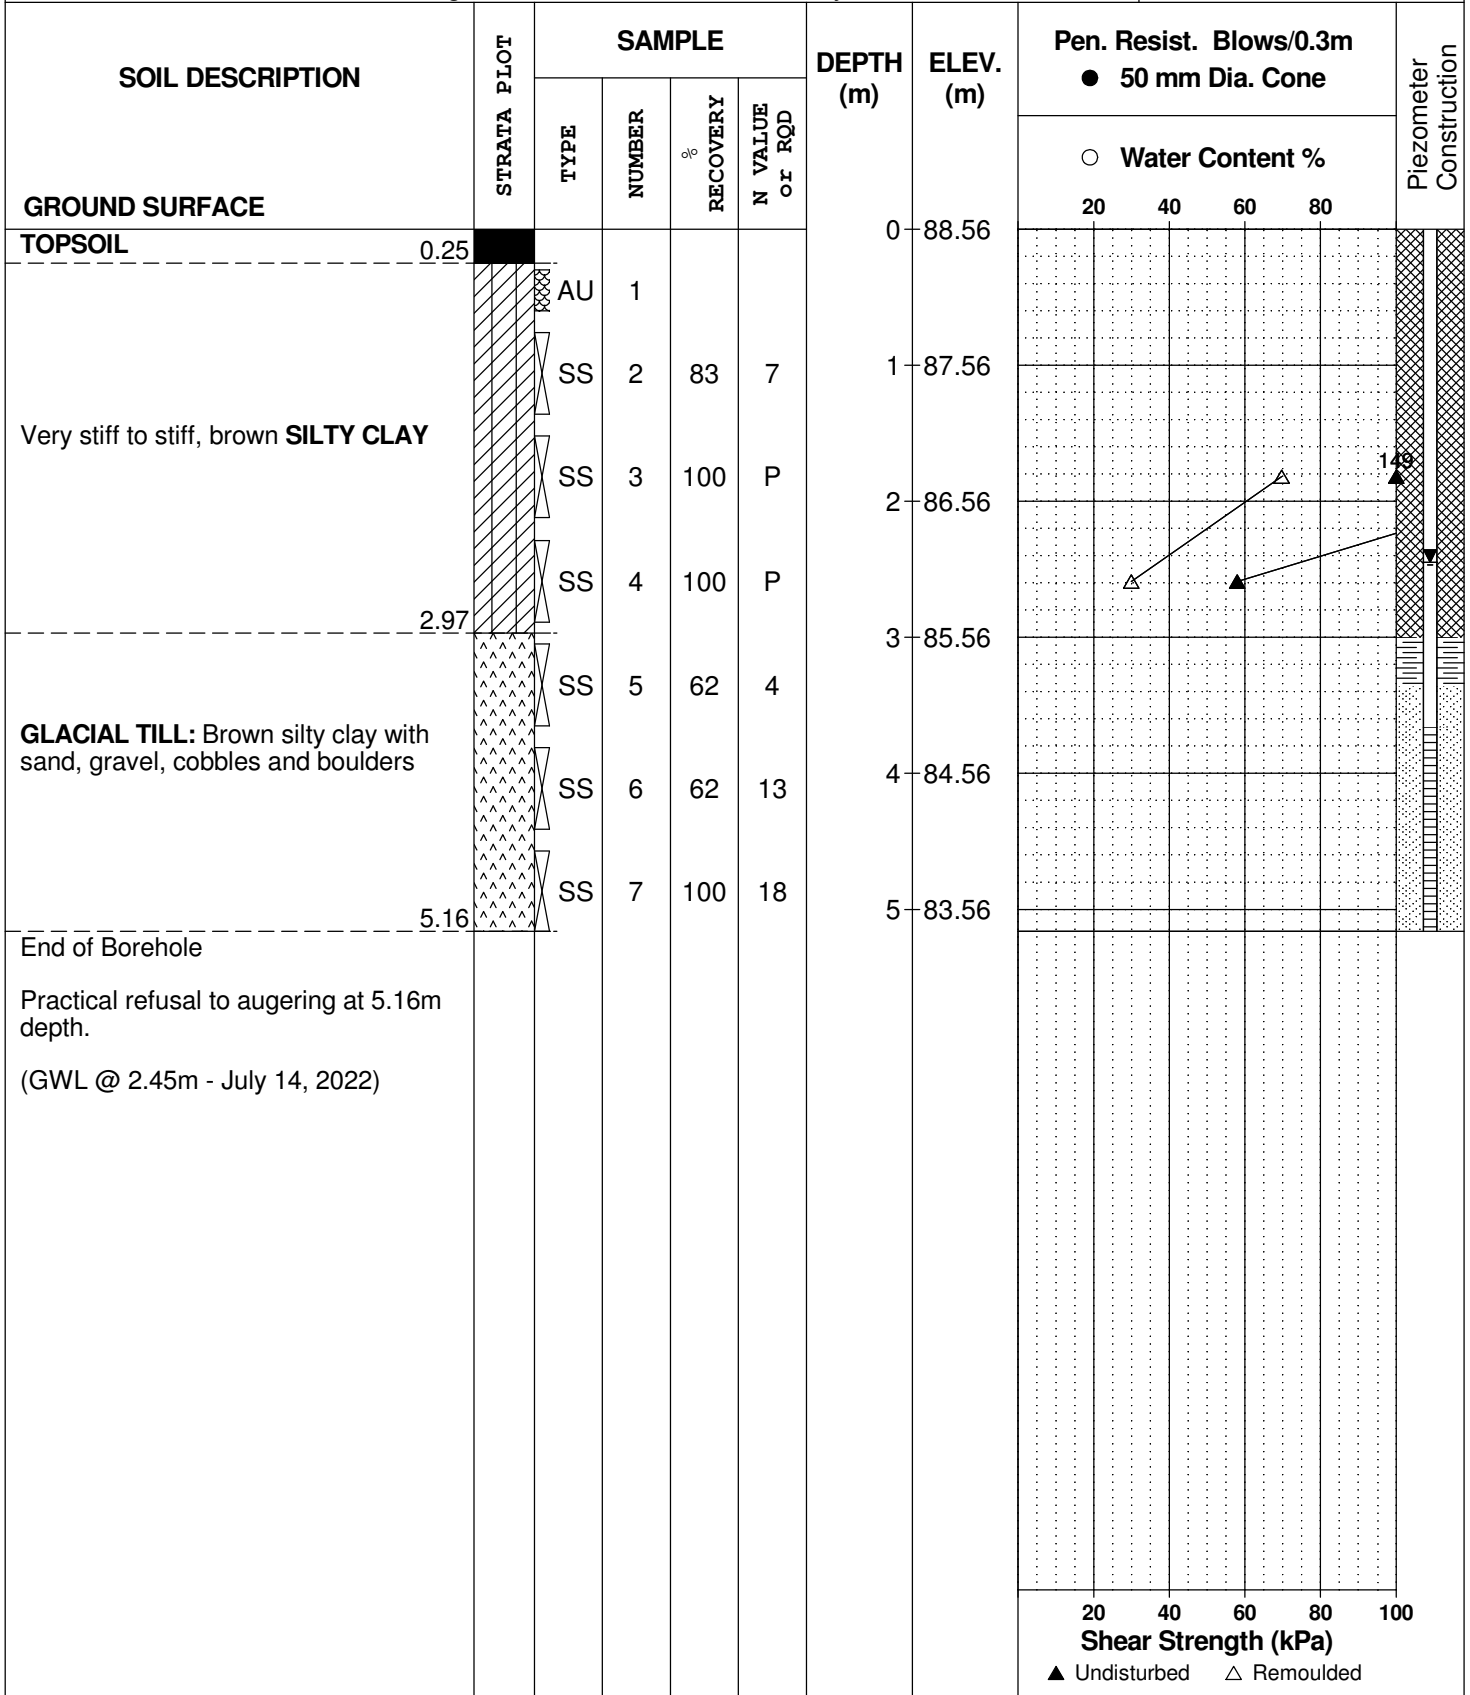 SOIL DESCRIPTION
GROUND SURFACE
STRATA PLOT
SAMPLE
TYPE
NUMBER
%
RECOVERY
N VALUE
or RQD
DEPTH
(m)
ELEV.
(m)
Pen. Resist. Blows/0.3m
● 50 mm Dia. Cone
○ Water Content %
20 40 60 80
Piezometer
Construction
0 88.56
TOPSOIL 0.25
AU 1
SS 2 83 7
1 87.56
Very stiff to stiff, brown SILTY CLAY
149
SS 3 100 P
2 86.56
SS 4 100 P
2.97
3 85.56
SS 5 62 4
GLACIAL TILL: Brown silty clay with
sand, gravel, cobbles and boulders
4 84.56
SS 6 62 13
SS 7 100 18
5 83.56
5.16
End of Borehole
Practical refusal to augering at 5.16m
depth.
(GWL @ 2.45m - July 14, 2022)
20 40 60 80 100
Shear Strength (kPa)
▲ Undisturbed △ Remoulded